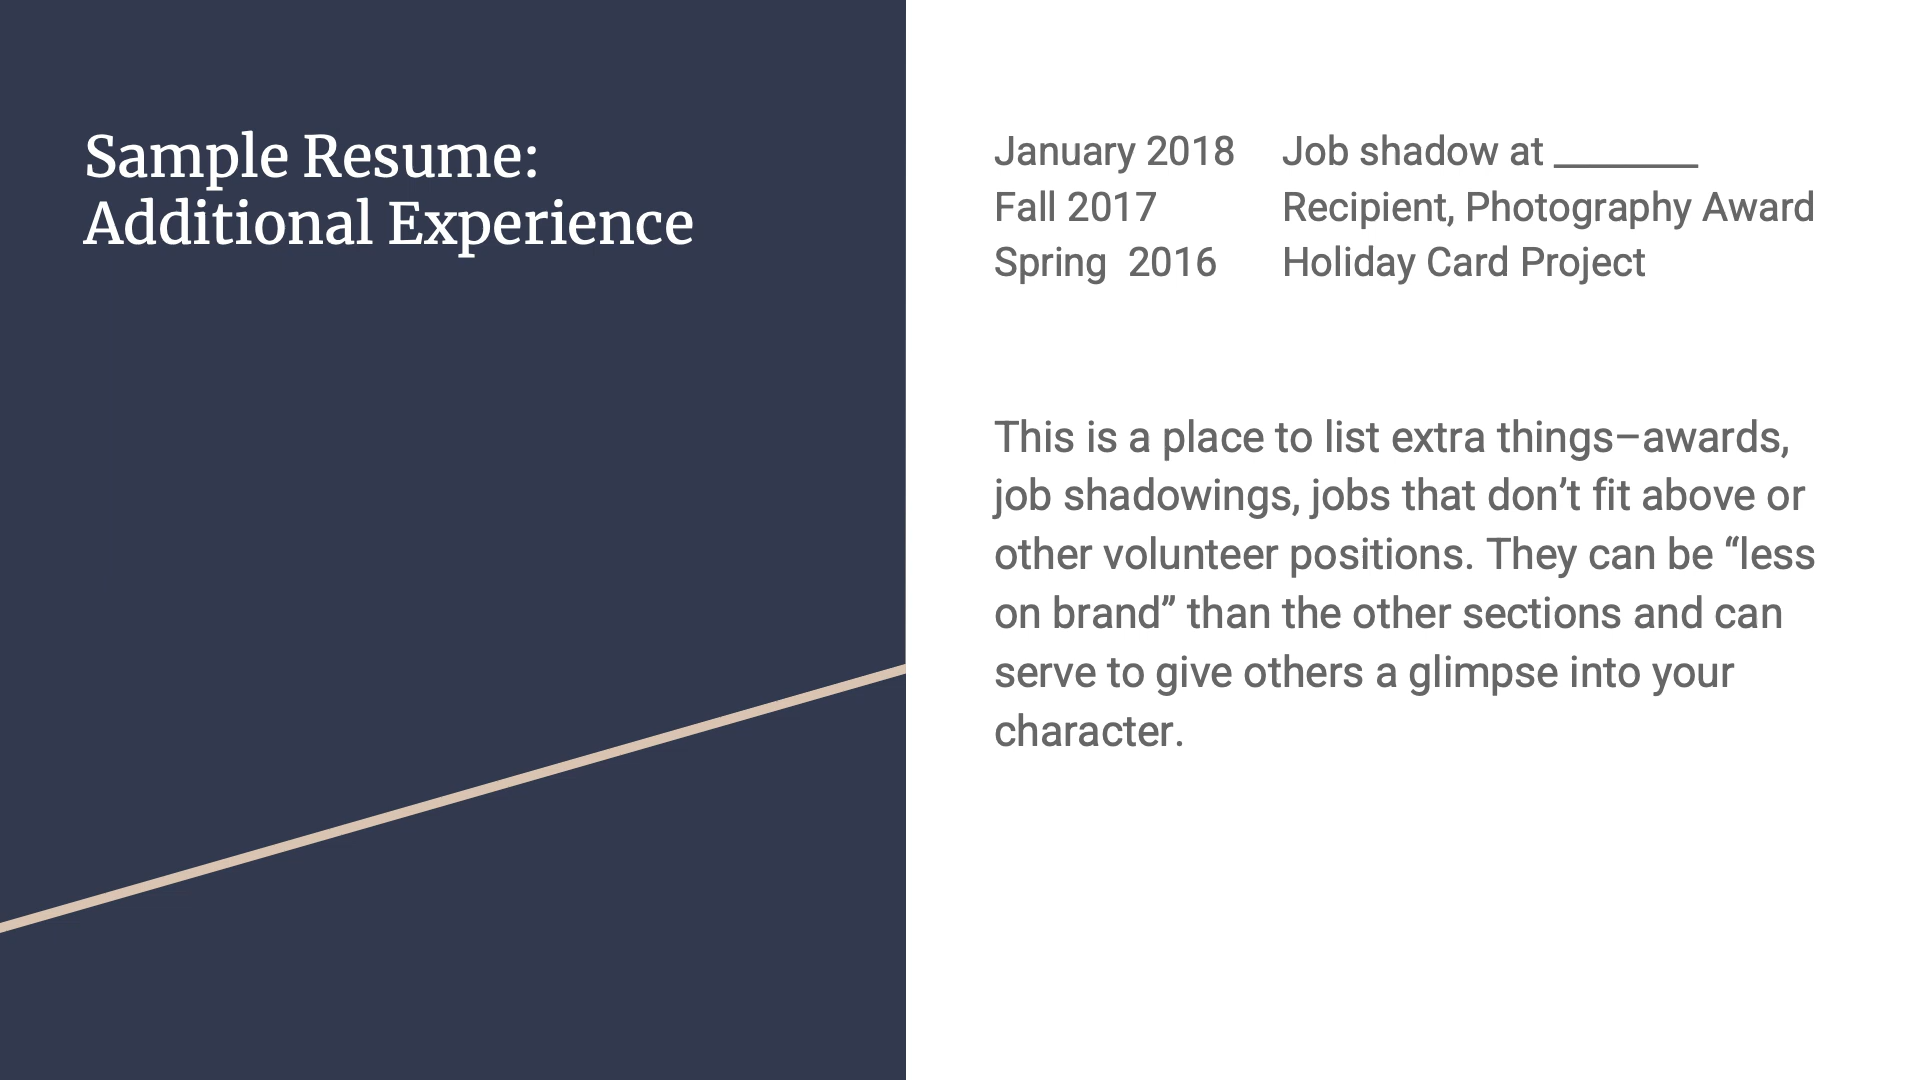 Sample Resume:
Additional Experience
January 2018 Job shadow at ________
Fall 2017 Recipient, Photography Award
Spring  2016 Holiday Card Project
This is a place to list extra things–awards,
job shadowings, jobs that don’t fit above or
other volunteer positions. They can be “less
on brand” than the other sections and can
serve to give others a glimpse into your
character.